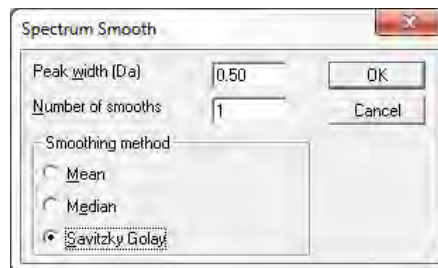 Spectrum Smooth
Peak width (Da) 0.50 OK
Number of smooths 1 Cancel
Smoothing method
Mean
Median
Savitzky Golay